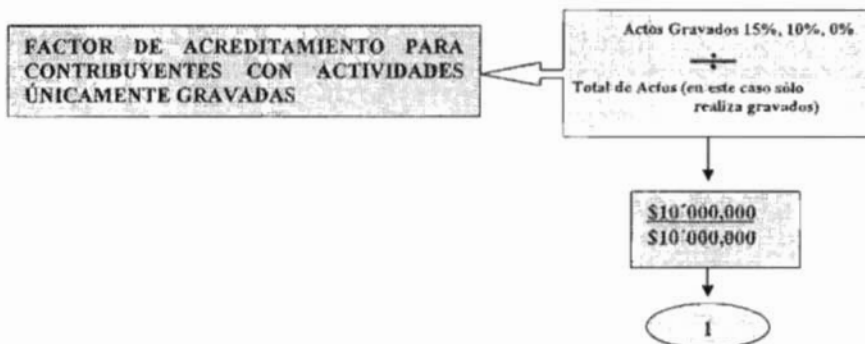 FACTOR DE ACREDITAMIENTO PARA
CONTRIBUYENTES CON ACTIVIDADES
ÚNICAMENTE GRAVADAS
Actos Gravados 15%, 10%, 0%
÷
Total de Actos (en este caso sólo
realiza gravados)
$10´000,000
$10´000,000
1